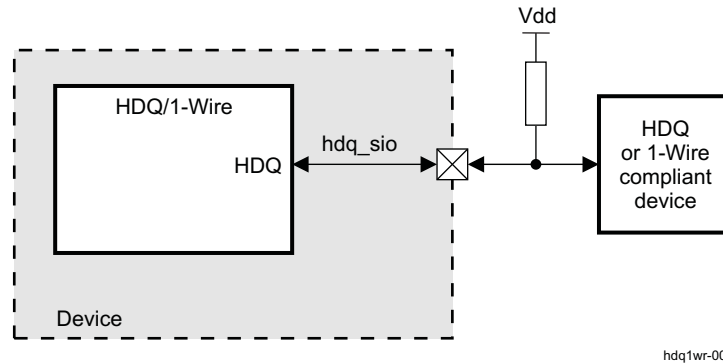 Vdd
HDQ/1-Wire
HDQ
hdq_sio
HDQ
or 1-Wire
compliant
device
Device
hdq1wr-00